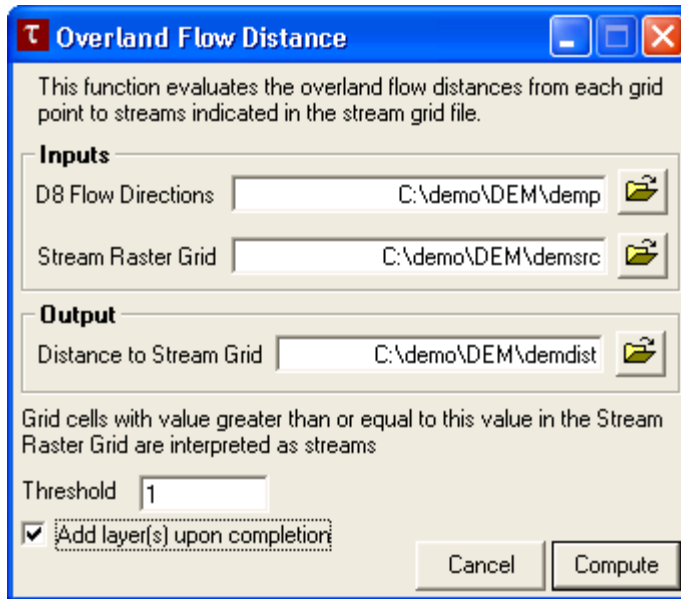 τ Overland Flow Distance
This function evaluates the overland flow distances from each grid
point to streams indicated in the stream grid file.
Inputs
D8 Flow Directions C:\demo\DEM\demp
Stream Raster Grid C:\demo\DEM\demsrc
Output
Distance to Stream Grid C:\demo\DEM\demdist
Grid cells with value greater than or equal to this value in the Stream
Raster Grid are interpreted as streams
Threshold 1
Add layer(s) upon completion
Cancel Compute